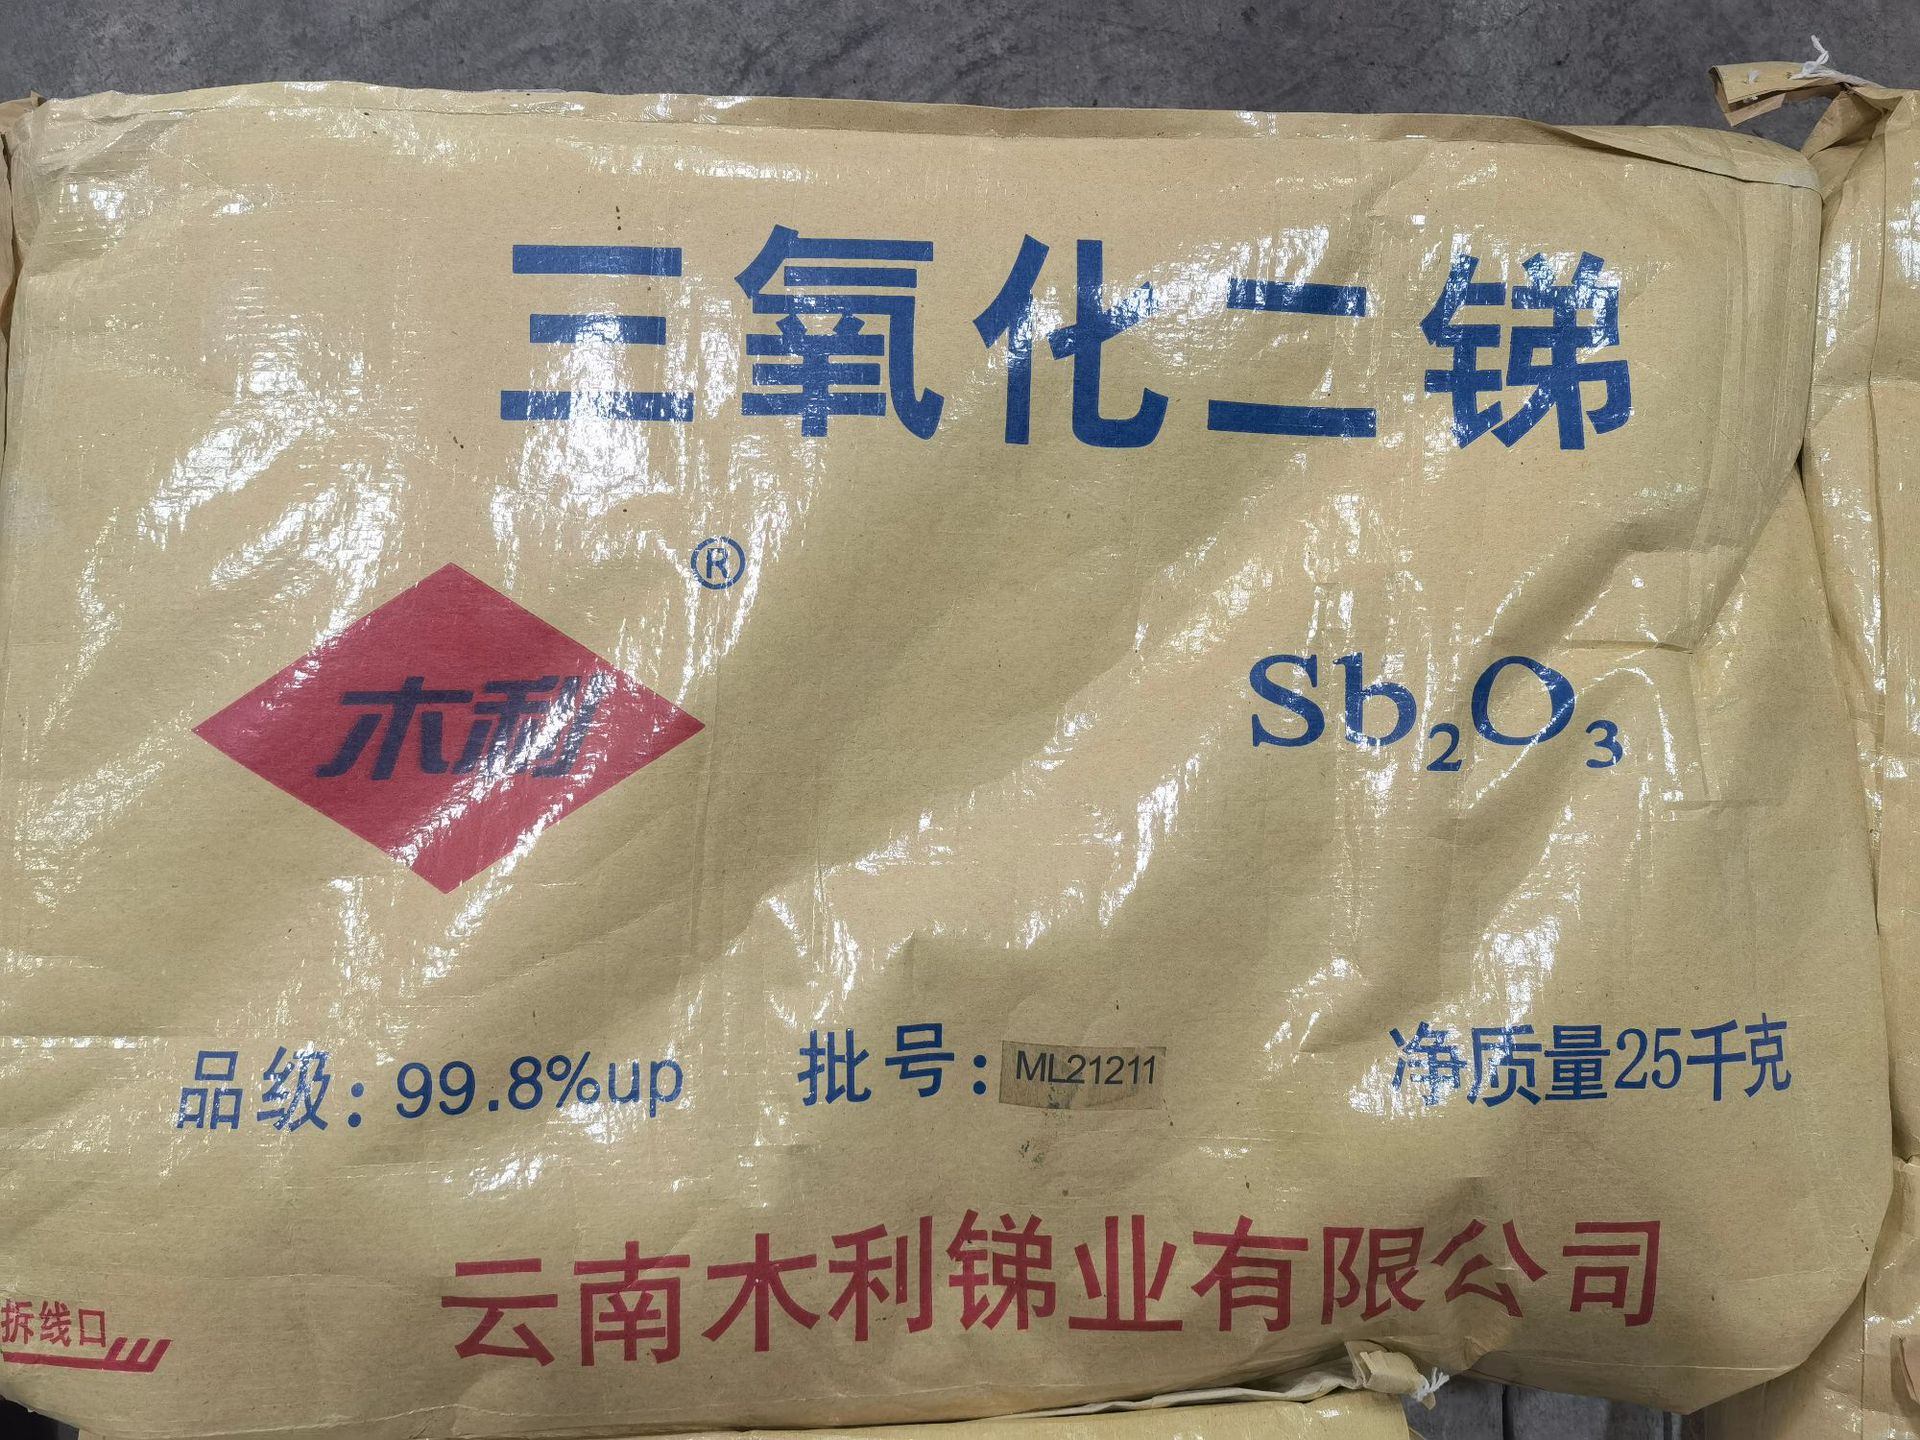 三氧化二锑
®
木利
Sb₂O₃
品级：99.8%up 批号：ML21211 净质量25千克
云南木利锑业有限公司
拆线口